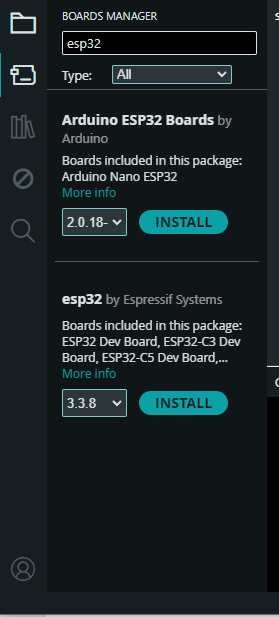 BOARDS MANAGER
esp32
Type: All
Arduino ESP32 Boards by
Arduino
Boards included in this package:
Arduino Nano ESP32
More info
2.0.18-
INSTALL
esp32 by Espressif Systems
Boards included in this package:
ESP32 Dev Board, ESP32-C3 Dev
Board, ESP32-C5 Dev Board,...
More info
3.3.8
INSTALL